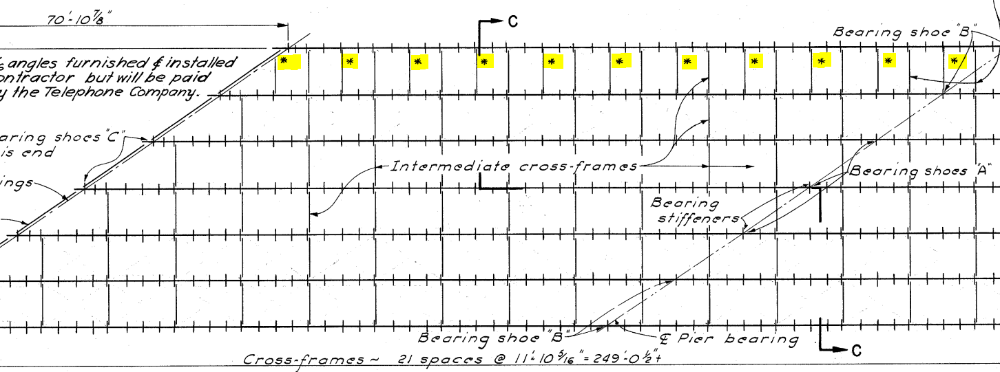 70'-10 7/8"
C
Bearing shoe "B"
* * * * * * * * * * *
angles furnished & installed
ontractor but will be paid
y the Telephone Company.
aring shoes "C"
is end
Intermediate cross-frames
Bearing shoes "A"
ings
Bearing
stiffeners
Bearing shoe "B"
℄ Pier bearing
C
Cross-frames ~ 21 spaces @ 11'-10 5/16" = 249'-0 1/2"±